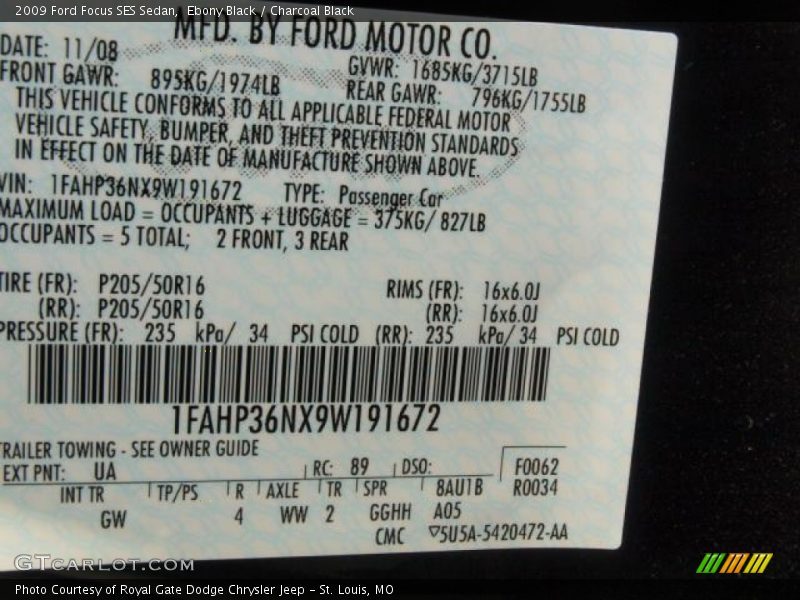 2009 Ford Focus SES Sedan, Ebony Black / Charcoal Black
MFD. BY FORD MOTOR CO.
DATE: 11/08 GVWR: 1685KG/3715LB
FRONT GAWR: 895KG/1974LB REAR GAWR: 796KG/1755LB
THIS VEHICLE CONFORMS TO ALL APPLICABLE FEDERAL MOTOR
VEHICLE SAFETY, BUMPER, AND THEFT PREVENTION STANDARDS
IN EFFECT ON THE DATE OF MANUFACTURE SHOWN ABOVE.
VIN: 1FAHP36NX9W191672 TYPE: Passenger Car
MAXIMUM LOAD = OCCUPANTS + LUGGAGE = 375KG/ 827LB
OCCUPANTS = 5 TOTAL; 2 FRONT, 3 REAR
TIRE (FR): P205/50R16 RIMS (FR): 16x6.0J
(RR): P205/50R16 (RR): 16x6.0J
PRESSURE (FR): 235 kPa/ 34 PSI COLD (RR): 235 kPa/ 34 PSI COLD
1FAHP36NX9W191672
TRAILER TOWING - SEE OWNER GUIDE
EXT PNT: UA RC: 89 DSO: F0062
INT TR TP/PS R AXLE TR SPR 8AU1B R0034
GW 4 WW 2 GGHH A05
CMC 5U5A-5420472-AA
GTCARLOT.COM
Photo Courtesy of Royal Gate Dodge Chrysler Jeep - St. Louis, MO